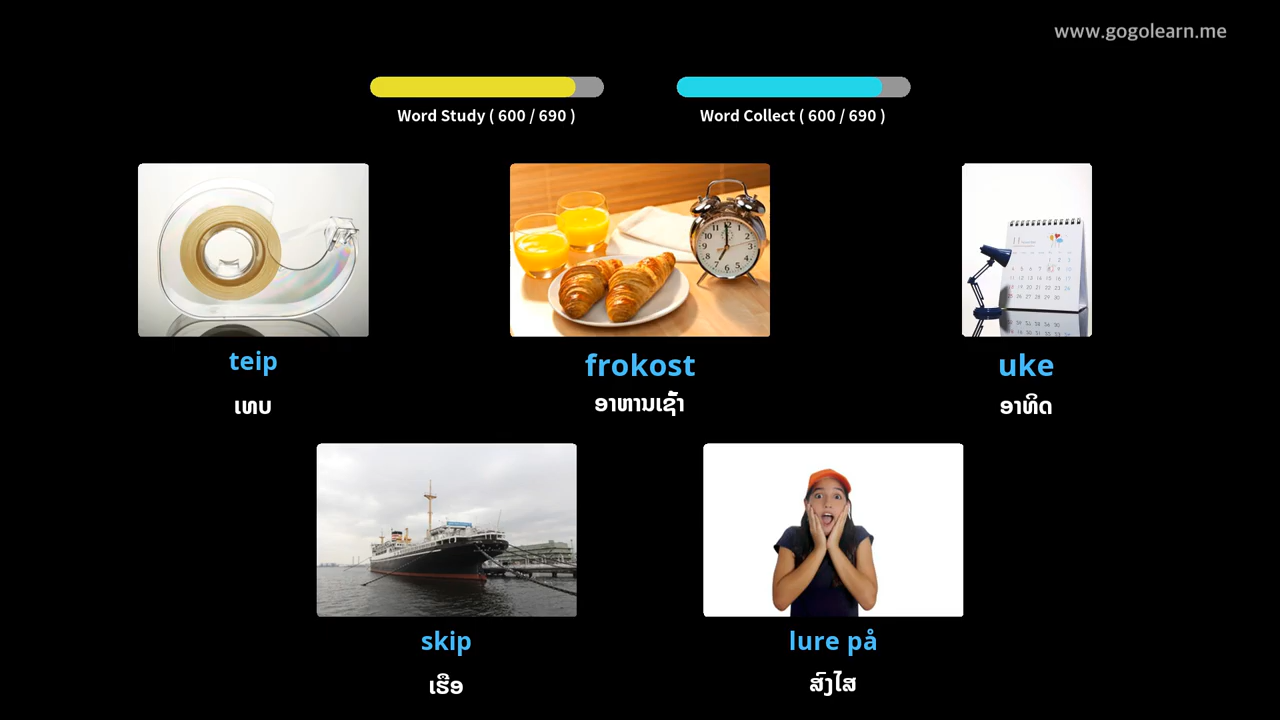 www.gogolearn.me
Word Study ( 600 / 690 )
Word Collect ( 600 / 690 )
teip
frokost
uke
ເທບ
ອາຫານເຊົ້າ
ອາທິດ
skip
lure på
ເຮືອ
ສົງໄສ